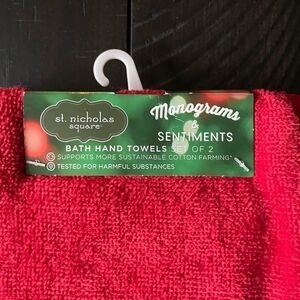 st. nicholas
square®
Monograms
&
SENTIMENTS
BATH HAND TOWELS SET OF 2
SUPPORTS MORE SUSTAINABLE COTTON FARMING*
TESTED FOR HARMFUL SUBSTANCES